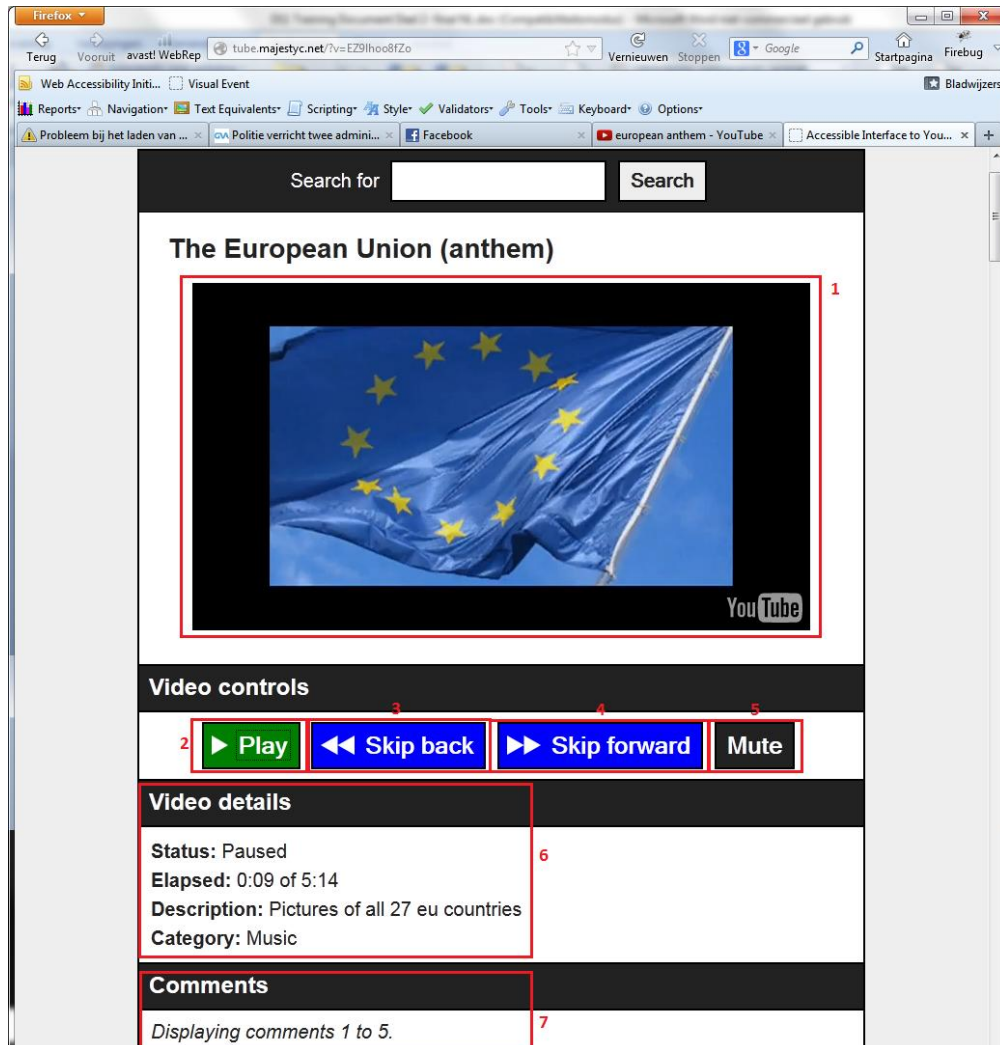 Firefox
Terug Vooruit avast! WebRep tube.majestyc.net/?v=EZ9Ihoo8fZo Vernieuwen Stoppen Google Startpagina Firebug
Web Accessibility Initi... Visual Event Bladwijzers
Reports Navigation Text Equivalents Scripting Style Validators Tools Keyboard Options
Probleem bij het laden van ... GVA Politie verricht twee admini... Facebook european anthem - YouTube Accessible Interface to You...
Search for Search
The European Union (anthem)
1
YouTube
Video controls
3 4 5
2 Play Skip back Skip forward Mute
Video details
Status: Paused
6
Elapsed: 0:09 of 5:14
Description: Pictures of all 27 eu countries
Category: Music
Comments
Displaying comments 1 to 5.
7